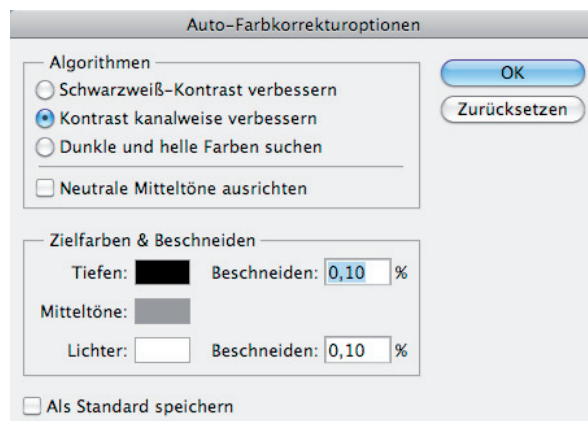 Auto-Farbkorrekturoptionen
Algorithmen
Schwarzweiß-Kontrast verbessern
Kontrast kanalweise verbessern
Dunkle und helle Farben suchen
Neutrale Mitteltöne ausrichten
OK
Zurücksetzen
Zielfarben & Beschneiden
Tiefen: Beschneiden: 0,10 %
Mitteltöne:
Lichter: Beschneiden: 0,10 %
Als Standard speichern